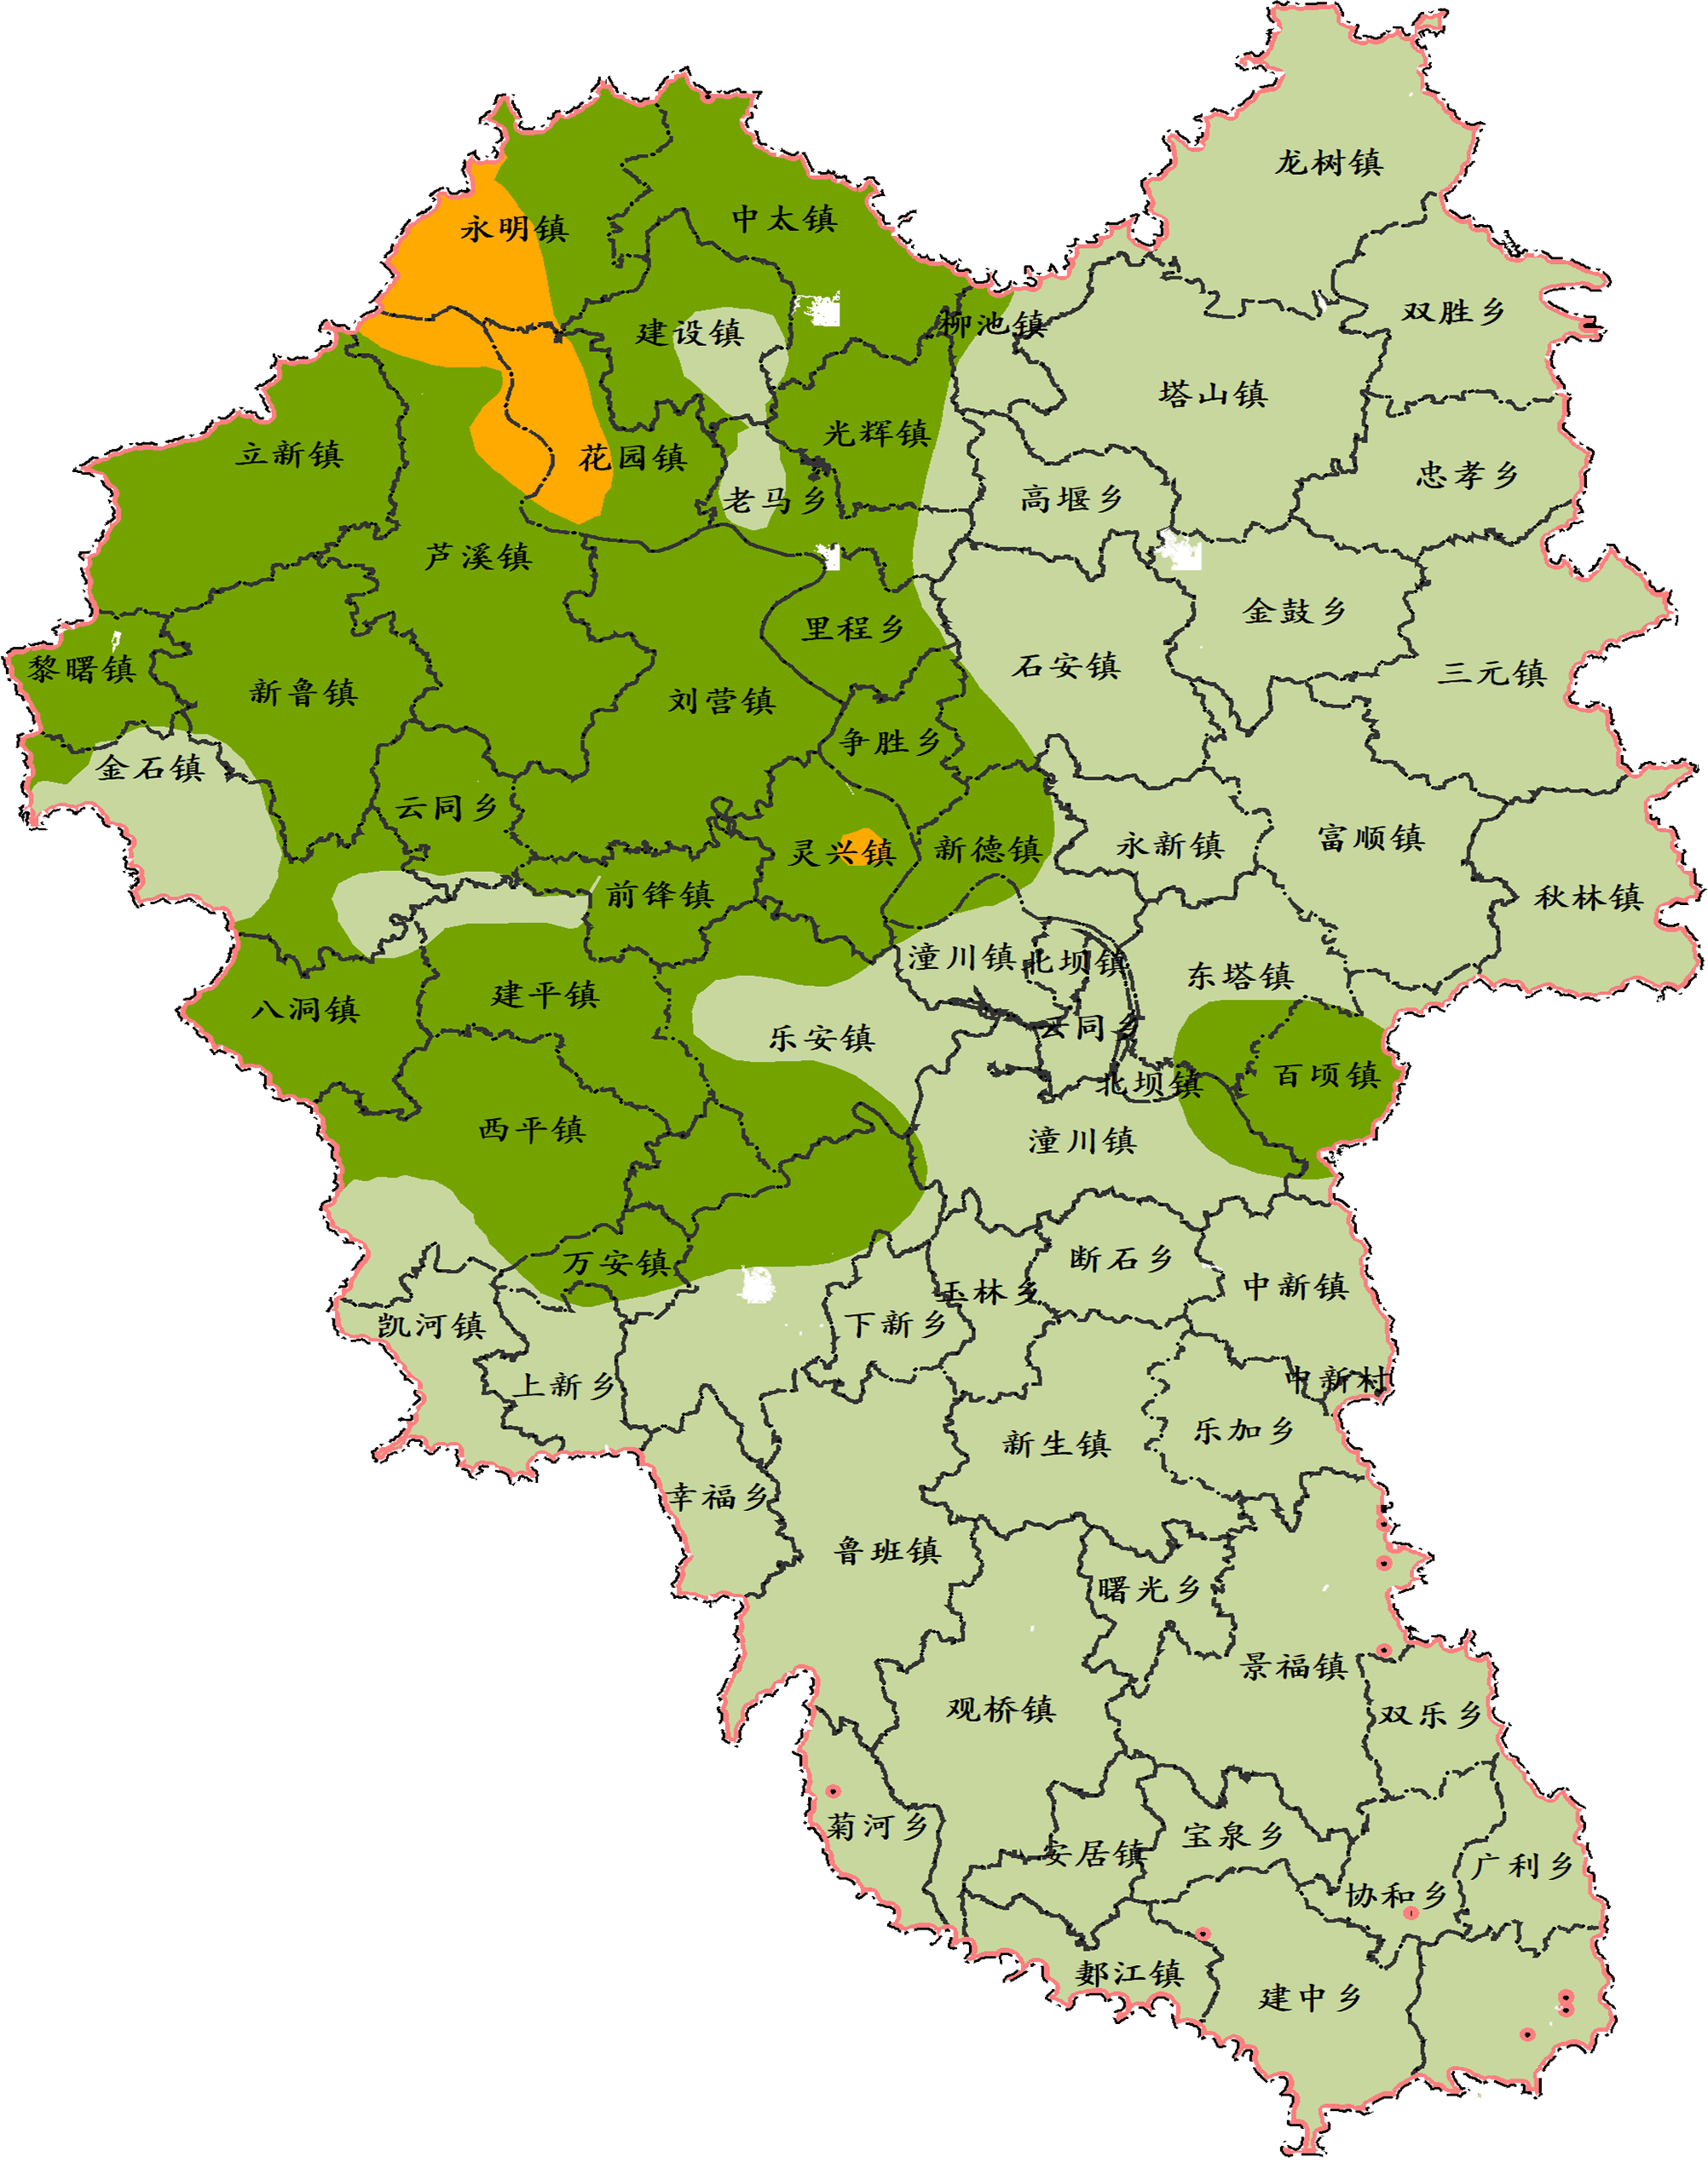 龙树镇
永明镇
中太镇
双胜乡
柳池镇
建设镇
塔山镇
光辉镇
立新镇
花园镇
忠孝乡
老马乡
高堰乡
芦溪镇
金鼓乡
里程乡
石安镇
黎曙镇
三元镇
新鲁镇
刘营镇
争胜乡
金石镇
云同乡
富顺镇
永新镇
灵兴镇
新德镇
前锋镇
秋林镇
潼川镇
北坝镇
东塔镇
建平镇
八洞镇
云同乡
乐安镇
百顷镇
北坝镇
西平镇
潼川镇
断石乡
万安镇
中新镇
玉林乡
下新乡
凯河镇
中新村
上新乡
乐加乡
新生镇
幸福乡
鲁班镇
曙光乡
景福镇
观桥镇
双乐乡
菊河乡
宝泉乡
安居镇
广利乡
协和乡
郪江镇
建中乡